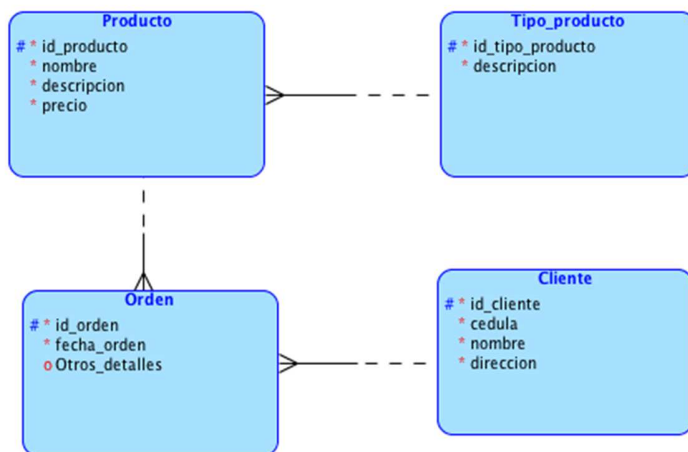 Producto
# * id_producto
* nombre
* descripcion
* precio
Tipo_producto
# * id_tipo_producto
* descripcion
Orden
# * id_orden
* fecha_orden
o Otros_detalles
Cliente
# * id_cliente
* cedula
* nombre
* direccion